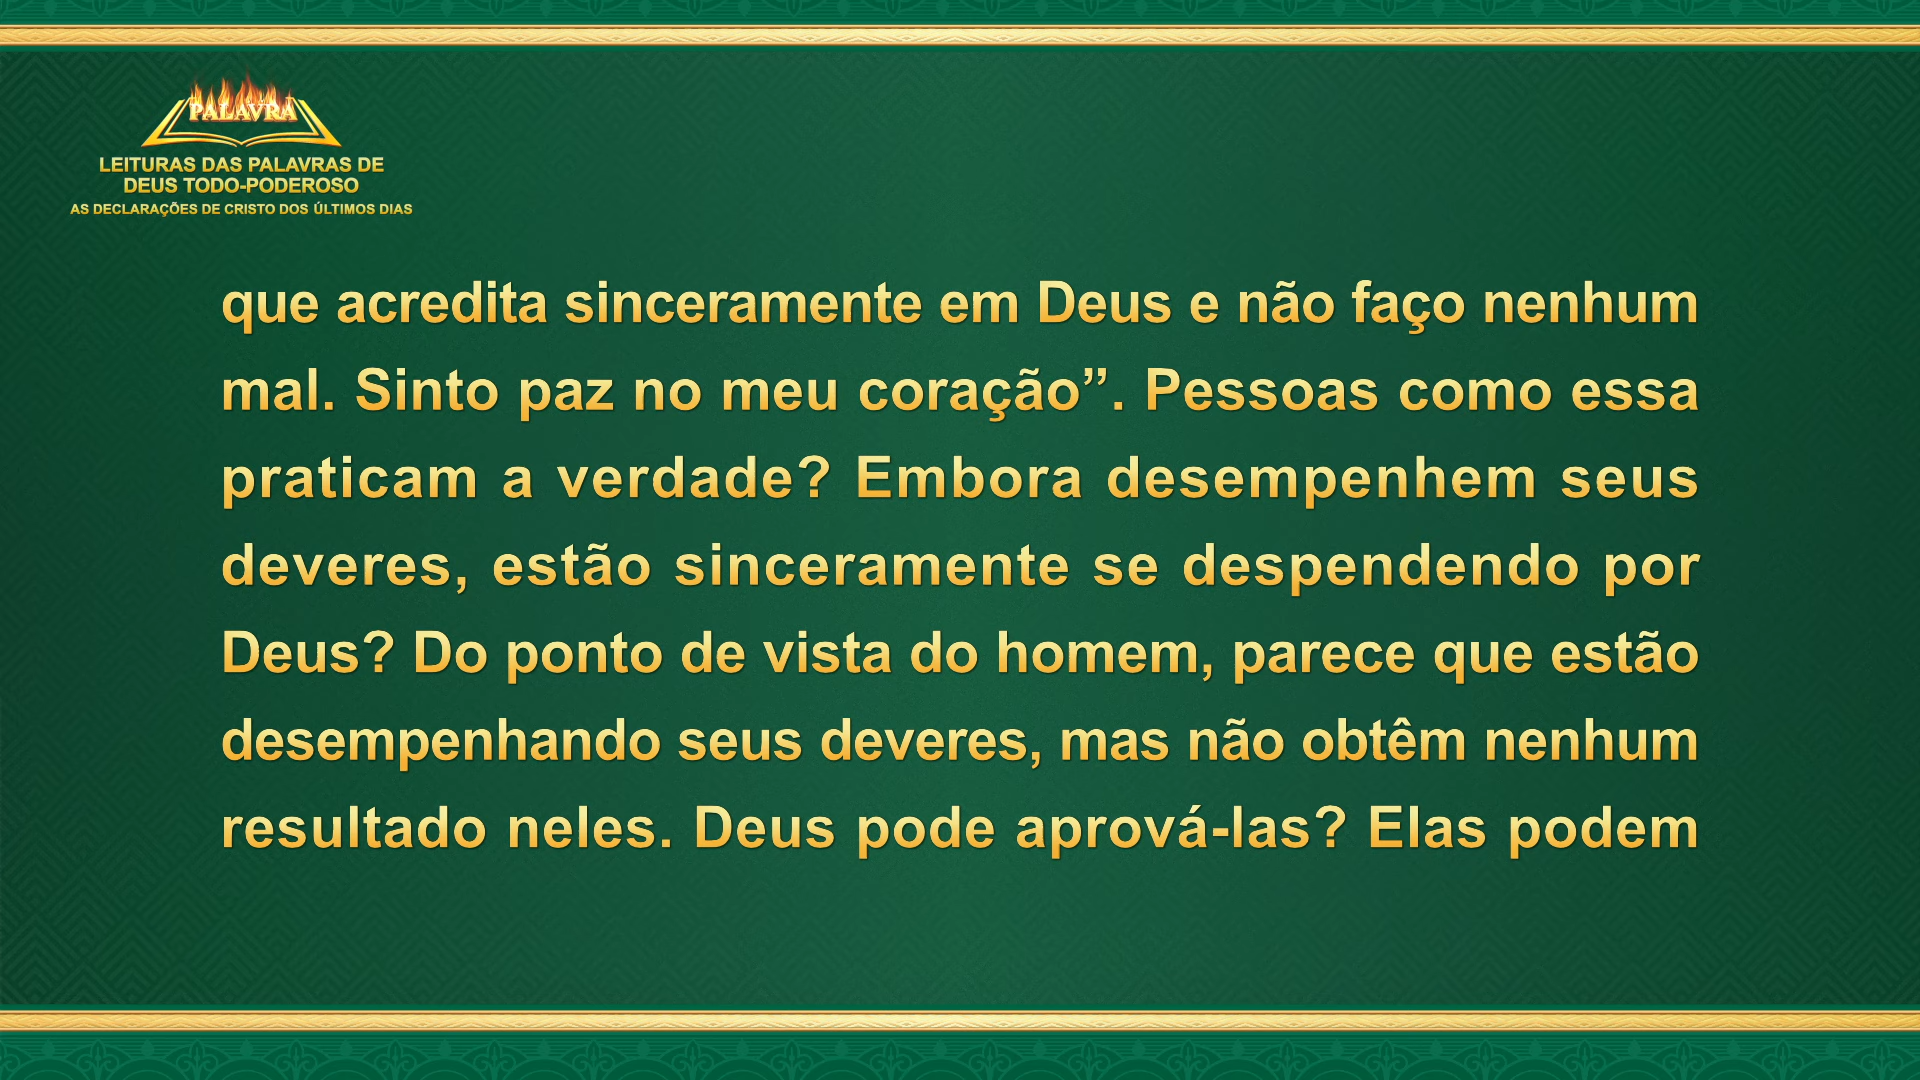 PALAVRA
LEITURAS DAS PALAVRAS DE
DEUS TODO-PODEROSO
AS DECLARAÇÕES DE CRISTO DOS ÚLTIMOS DIAS
que acredita sinceramente em Deus e não faço nenhum
mal. Sinto paz no meu coração”. Pessoas como essa
praticam a verdade? Embora desempenhem seus
deveres, estão sinceramente se despendendo por
Deus? Do ponto de vista do homem, parece que estão
desempenhando seus deveres, mas não obtêm nenhum
resultado neles. Deus pode aprová-las? Elas podem